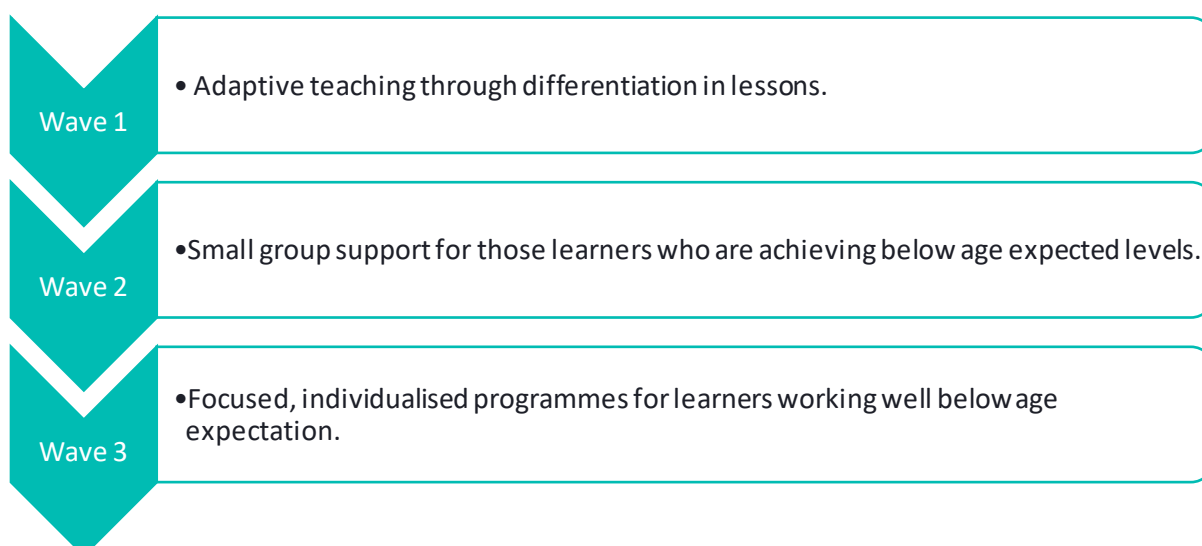 Wave 1
• Adaptive teaching through differentiation in lessons.
Wave 2
•Small group support for those learners who are achieving below age expected levels.
Wave 3
•Focused, individualised programmes for learners working well below age
expectation.